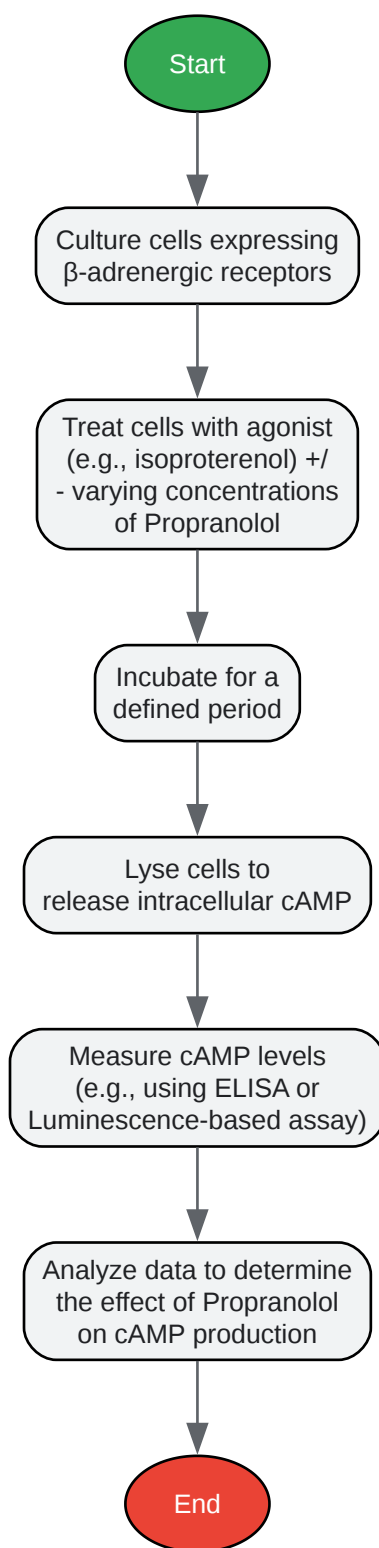 Start
Culture cells expressing
β-adrenergic receptors
Treat cells with agonist
(e.g., isoproterenol) +/
- varying concentrations
of Propranolol
Incubate for a
defined period
Lyse cells to
release intracellular cAMP
Measure cAMP levels
(e.g., using ELISA or
Luminescence-based assay)
Analyze data to determine
the effect of Propranolol
on cAMP production
End